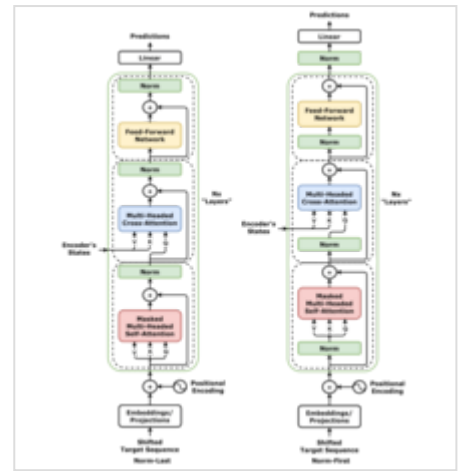 Predictions
Linear
Norm
+
Feed-Forward
Network
Norm
+
Multi-Headed
Cross-Attention
Encoder's
States
V K Q
Norm
+
Masked
Multi-Headed
Self-Attention
V K Q
+
Positional
Encoding
Embeddings/
Projections
Shifted
Target Sequence
Norm-Last
"Layers"
Predictions
Linear
Norm
+
Feed-Forward
Network
Norm
+
Multi-Headed
Cross-Attention
Encoder's
States
V K Q
Norm
+
Masked
Multi-Headed
Self-Attention
V K Q
Norm
+
Positional
Encoding
Embeddings/
Projections
Shifted
Target Sequence
Norm-First
"Layers"